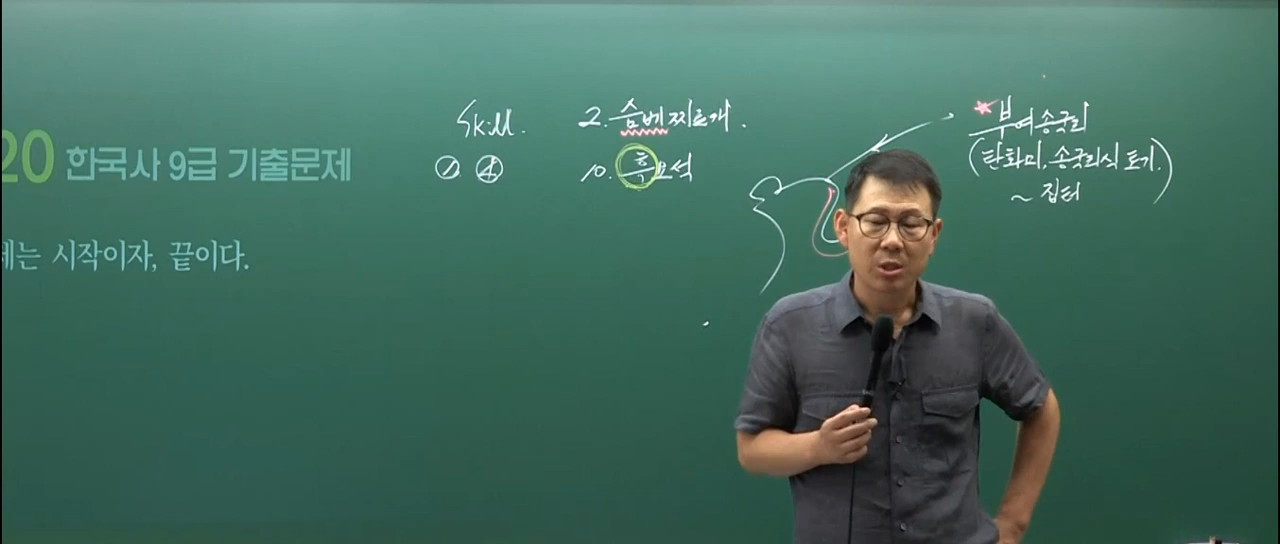 20 한국사 9급 기출문제
제는 시작이자, 끝이다.
Skill.
① ④
2. 슴베찌르개.
10. 흑요석
부여송국리
(탄화미, 송국리식 토기.)
~ 집터